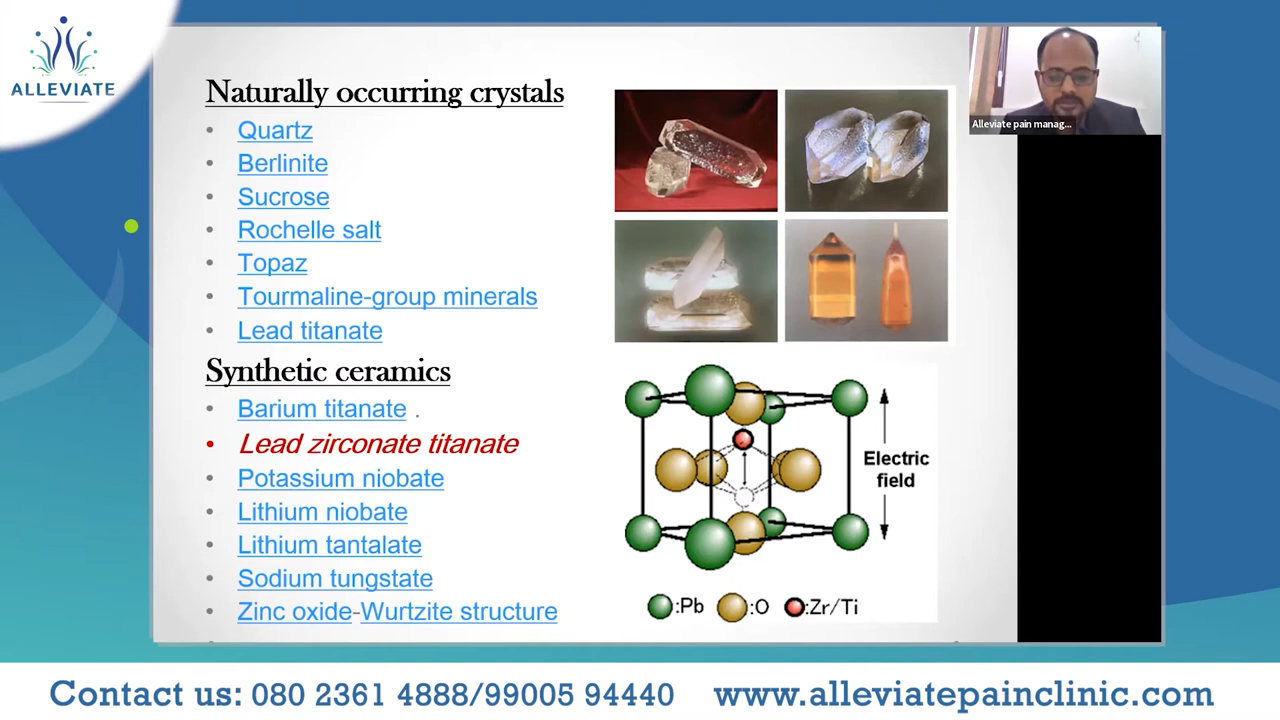 ALLEVIATE
Naturally occurring crystals
• Quartz
• Berlinite
• Sucrose
• Rochelle salt
• Topaz
• Tourmaline-group minerals
• Lead titanate
Synthetic ceramics
• Barium titanate .
• Lead zirconate titanate
• Potassium niobate
• Lithium niobate
• Lithium tantalate
• Sodium tungstate
• Zinc oxide-Wurtzite structure
Electric
field
:Pb :O :Zr/Ti
Alleviate pain manag...
Contact us: 080 2361 4888/99005 94440 www.alleviatepainclinic.com